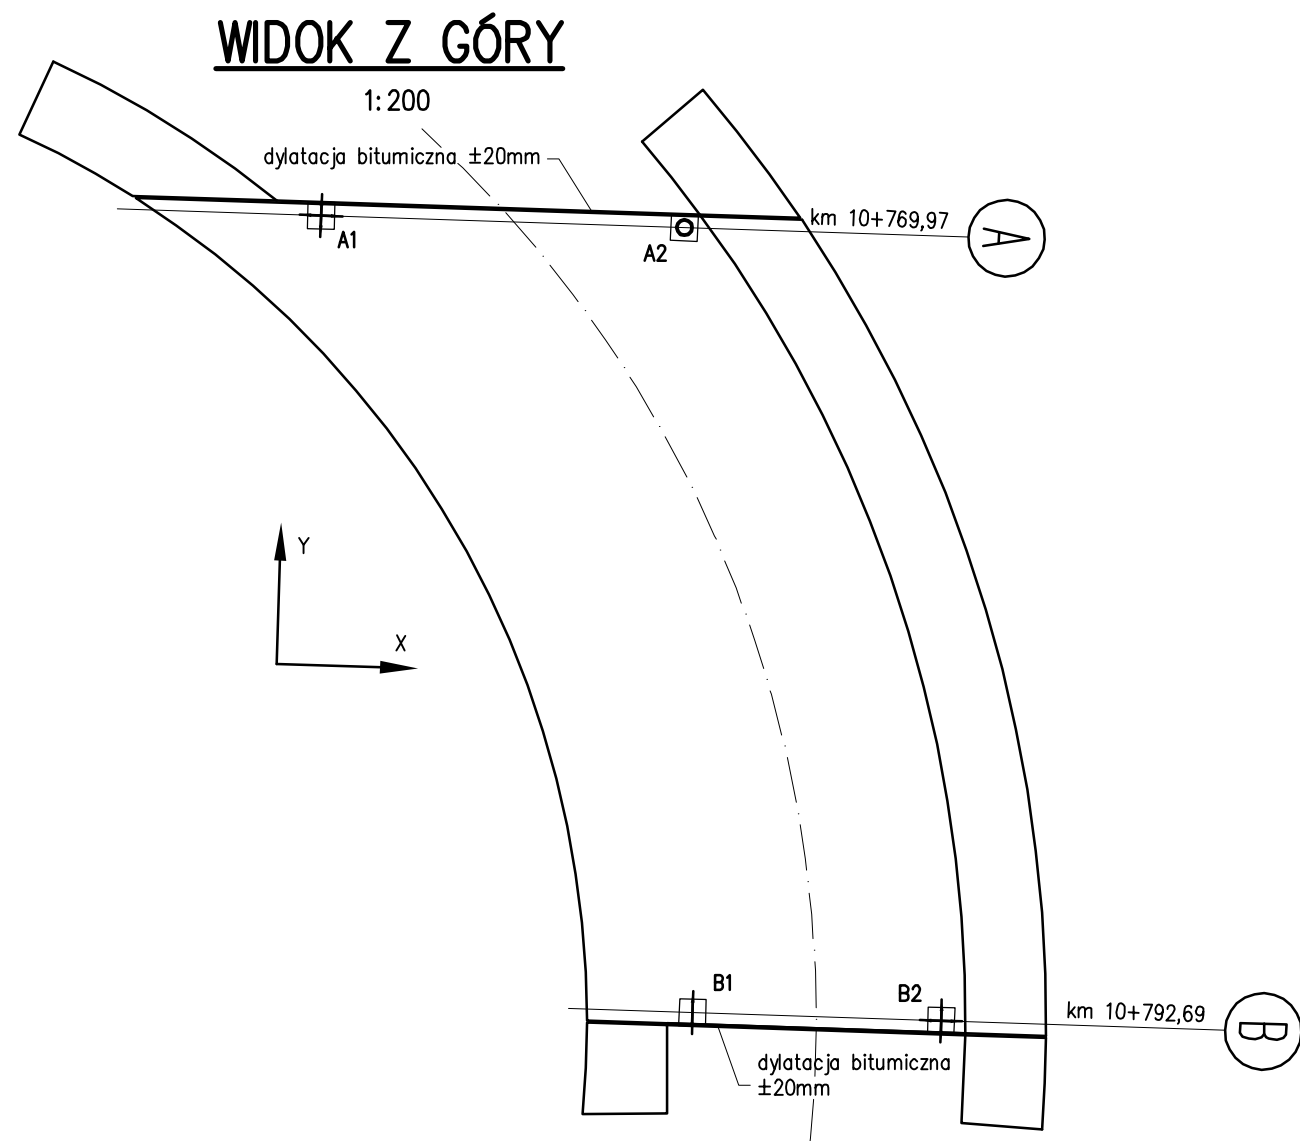 WIDOK Z GÓRY
1:200
dylatacja bitumiczna ±20mm
km 10+769,97
A
A1
A2
Y
X
B1
B2
km 10+792,69
B
dylatacja bitumiczna
±20mm